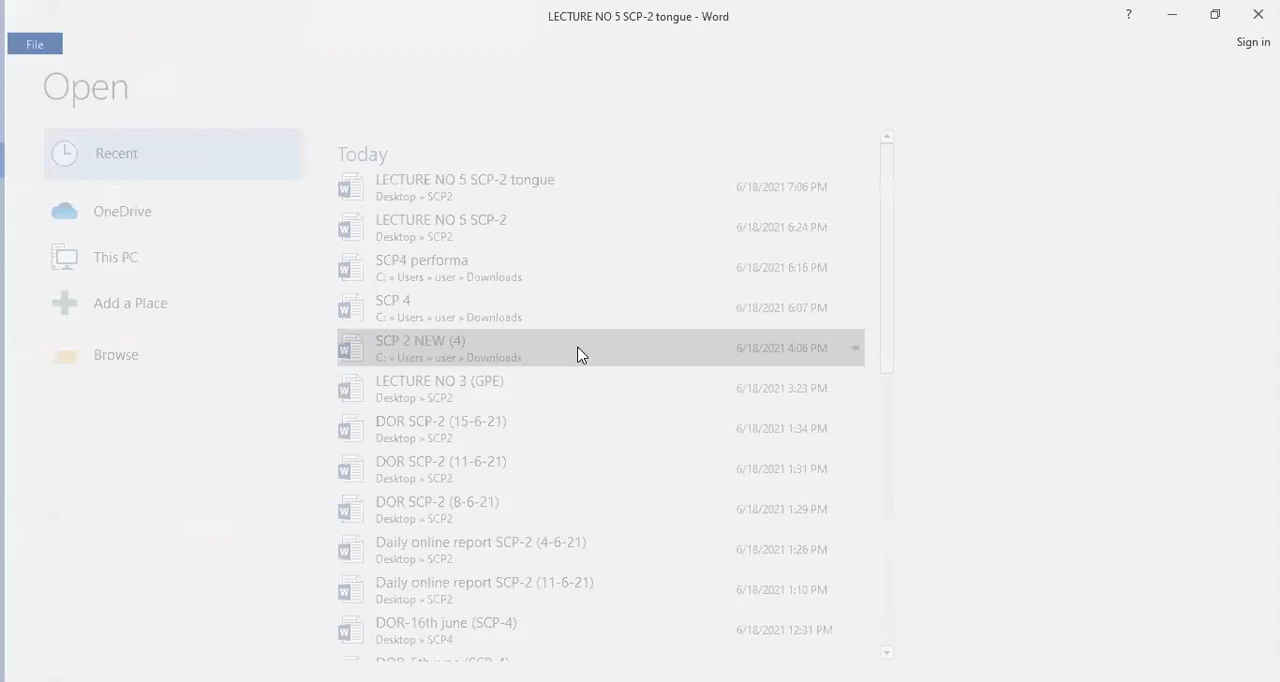 LECTURE NO 5 SCP-2 tongue - Word
?
File
Sign in
Open
Recent
OneDrive
This PC
Add a Place
Browse
Today
LECTURE NO 5 SCP-2 tongue
Desktop » SCP2
6/18/2021 7:06 PM
LECTURE NO 5 SCP-2
Desktop » SCP2
6/18/2021 6:24 PM
SCP4 performa
C: » Users » user » Downloads
6/18/2021 6:16 PM
SCP 4
C: » Users » user » Downloads
6/18/2021 6:07 PM
SCP 2 NEW (4)
C: » Users » user » Downloads
6/18/2021 4:06 PM
LECTURE NO 3 (GPE)
Desktop » SCP2
6/18/2021 3:23 PM
DOR SCP-2 (15-6-21)
Desktop » SCP2
6/18/2021 1:34 PM
DOR SCP-2 (11-6-21)
Desktop » SCP2
6/18/2021 1:31 PM
DOR SCP-2 (8-6-21)
Desktop » SCP2
6/18/2021 1:29 PM
Daily online report SCP-2 (4-6-21)
Desktop » SCP2
6/18/2021 1:26 PM
Daily online report SCP-2 (11-6-21)
Desktop » SCP2
6/18/2021 1:10 PM
DOR-16th june (SCP-4)
Desktop » SCP4
6/18/2021 12:31 PM
DOR-5th june (SCP-4)